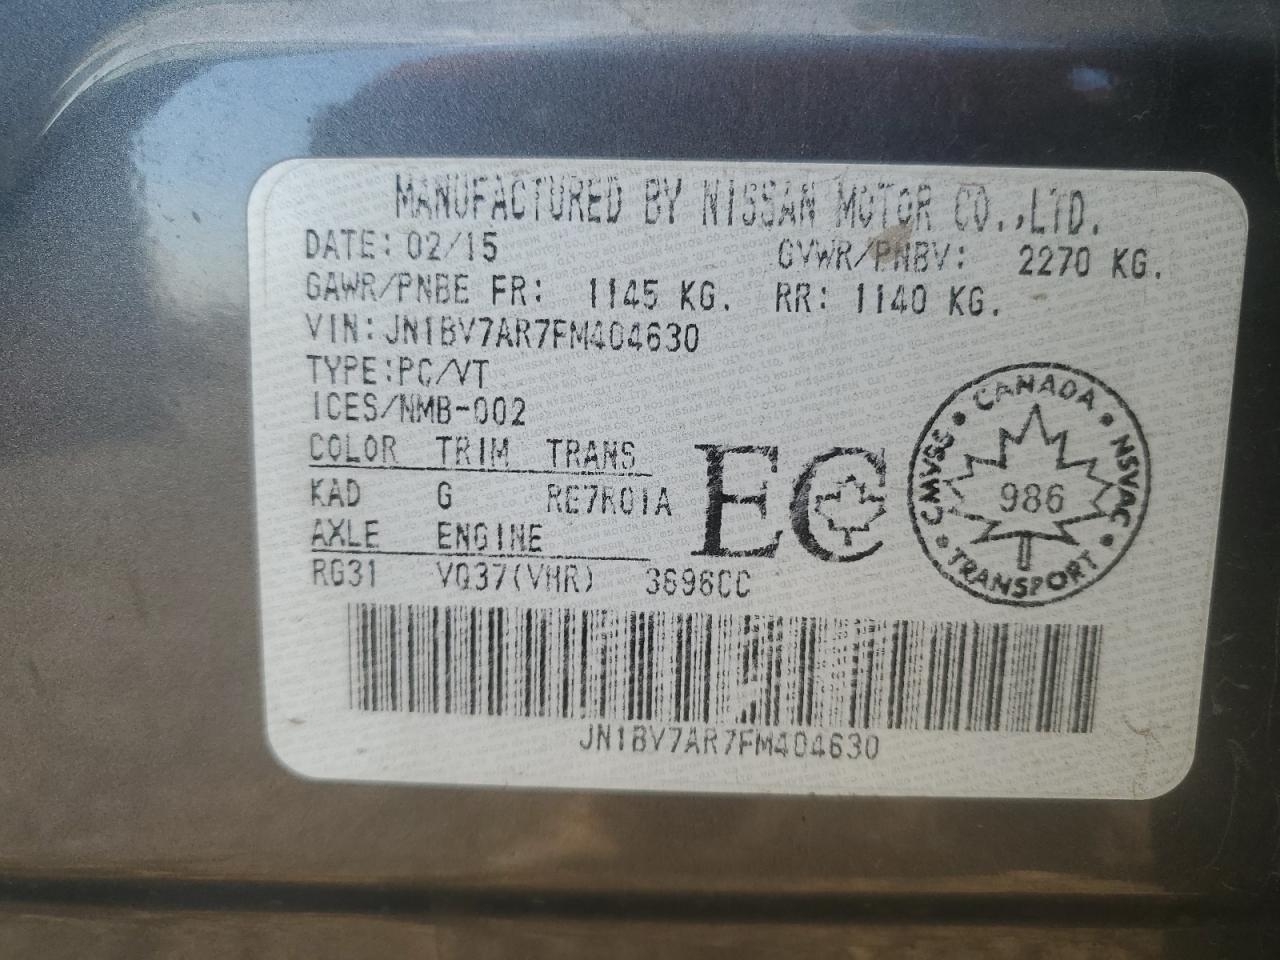 MANUFACTURED BY NISSAN MOTOR CO.,LTD.
DATE: 02/15 GVWR/PNBV: 2270 KG.
GAWR/PNBE FR: 1145 KG. RR: 1140 KG.
VIN: JN1BV7AR7FM404630
TYPE:PC/VT
ICES/NMB-002
COLOR TRIM TRANS
KAD G RE7R01A
AXLE ENGINE
RG31 VQ37(VHR) 3696CC
EC
CANADA
CMVSS 986 NSVAC
TRANSPORT
JN1BV7AR7FM404630